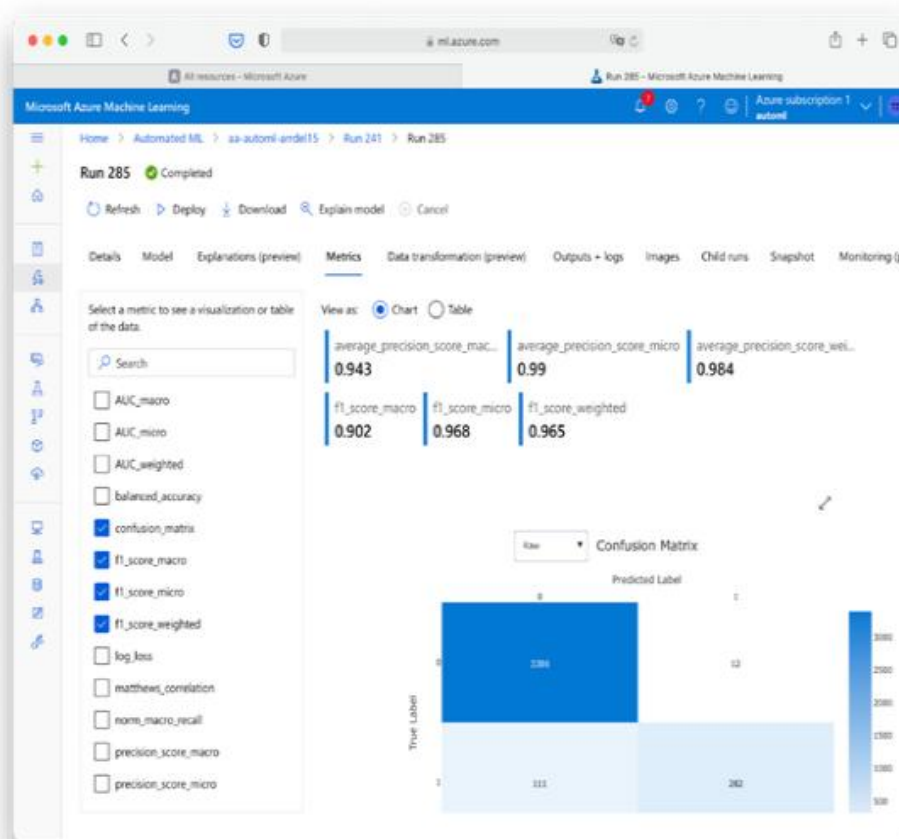 ml.azure.com
All resources - Microsoft Azure
Run 285 - Microsoft Azure Machine Learning
Microsoft Azure Machine Learning
7
?
Azure subscription 1
automl
Home > Automated ML > aa-automl-arrdel15 > Run 241 > Run 285
Run 285 Completed
Refresh Deploy Download Explain model Cancel
Details Model Explanations (preview) Metrics Data transformation (preview) Outputs + logs Images Child runs Snapshot Monitoring (p
Select a metric to see a visualization or table
of the data.
Search
AUC_macro
AUC_micro
AUC_weighted
balanced_accuracy
confusion_matrix
f1_score_macro
f1_score_micro
f1_score_weighted
log_loss
matthews_correlation
norm_macro_recall
precision_score_macro
precision_score_micro
View as: Chart Table
average_precision_score_mac... average_precision_score_micro average_precision_score_wei...
0.943 0.99 0.984
f1_score_macro f1_score_micro f1_score_weighted
0.902 0.968 0.965
Raw Confusion Matrix
Predicted Label
0 1
True Label
0 12
1 111 282
3000
2500
2000
1500
1000
500